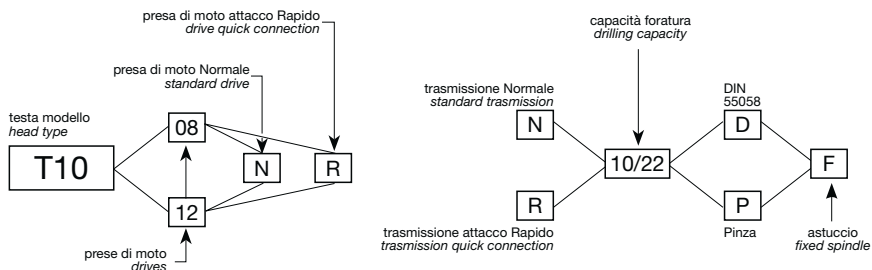 presa di moto attacco Rapido
drive quick connection
presa di moto Normale
standard drive
testa modello
head type
T10
08
N
R
12
prese di moto
drives
capacità foratura
drilling capacity
trasmissione Normale
standard trasmission
DIN
55058
N
D
10/22
F
R
P
trasmissione attacco Rapido
trasmission quick connection
Pinza
astuccio
fixed spindle